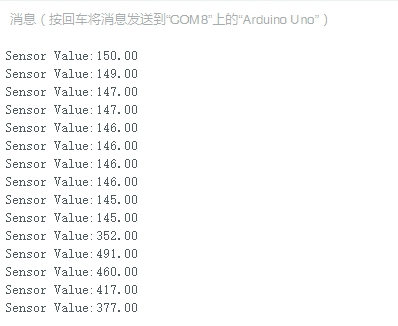 消息（按回车将消息发送到“COM8”上的“Arduino Uno”）
Sensor Value:150.00
Sensor Value:149.00
Sensor Value:147.00
Sensor Value:147.00
Sensor Value:146.00
Sensor Value:146.00
Sensor Value:146.00
Sensor Value:146.00
Sensor Value:145.00
Sensor Value:145.00
Sensor Value:352.00
Sensor Value:491.00
Sensor Value:460.00
Sensor Value:417.00
Sensor Value:377.00